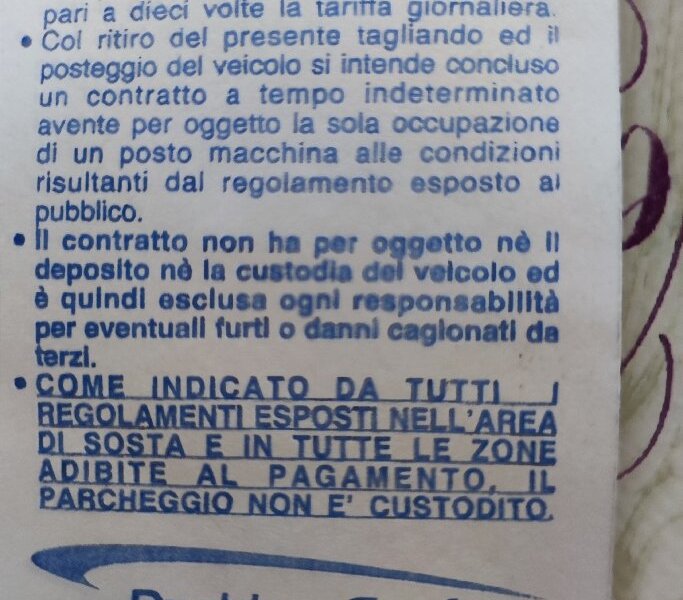 pari a dieci volte la tariffa giornaliera.
• Col ritiro del presente tagliando ed il
posteggio del veicolo si intende concluso
un contratto a tempo indeterminato
avente per oggetto la sola occupazione
di un posto macchina alle condizioni
risultanti dal regolamento esposto al
pubblico.
• Il contratto non ha per oggetto nè il
deposito nè la custodia del veicolo ed
è quindi esclusa ogni responsabilità
per eventuali furti o danni cagionati da
terzi.
• COME INDICATO DA TUTTI I
REGOLAMENTI ESPOSTI NELL'AREA
DI SOSTA E IN TUTTE LE ZONE
ADIBITE AL PAGAMENTO, IL
PARCHEGGIO NON E' CUSTODITO.